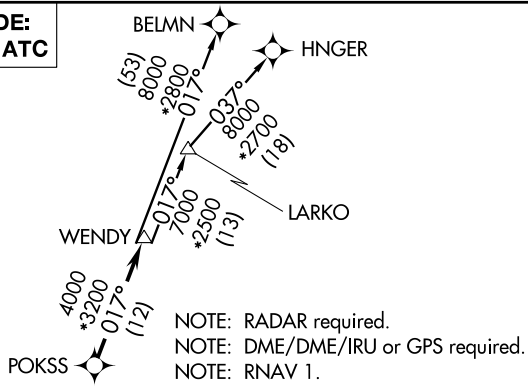 DE:
ATC
BELMN
HNGER
(53)
8000
*2800
017°
037°
8000
*2700
(18)
017°
7000
*2500
(13)
LARKO
WENDY
4000
*3200
017°
(12)
POKSS
NOTE: RADAR required.
NOTE: DME/DME/IRU or GPS required.
NOTE: RNAV 1.